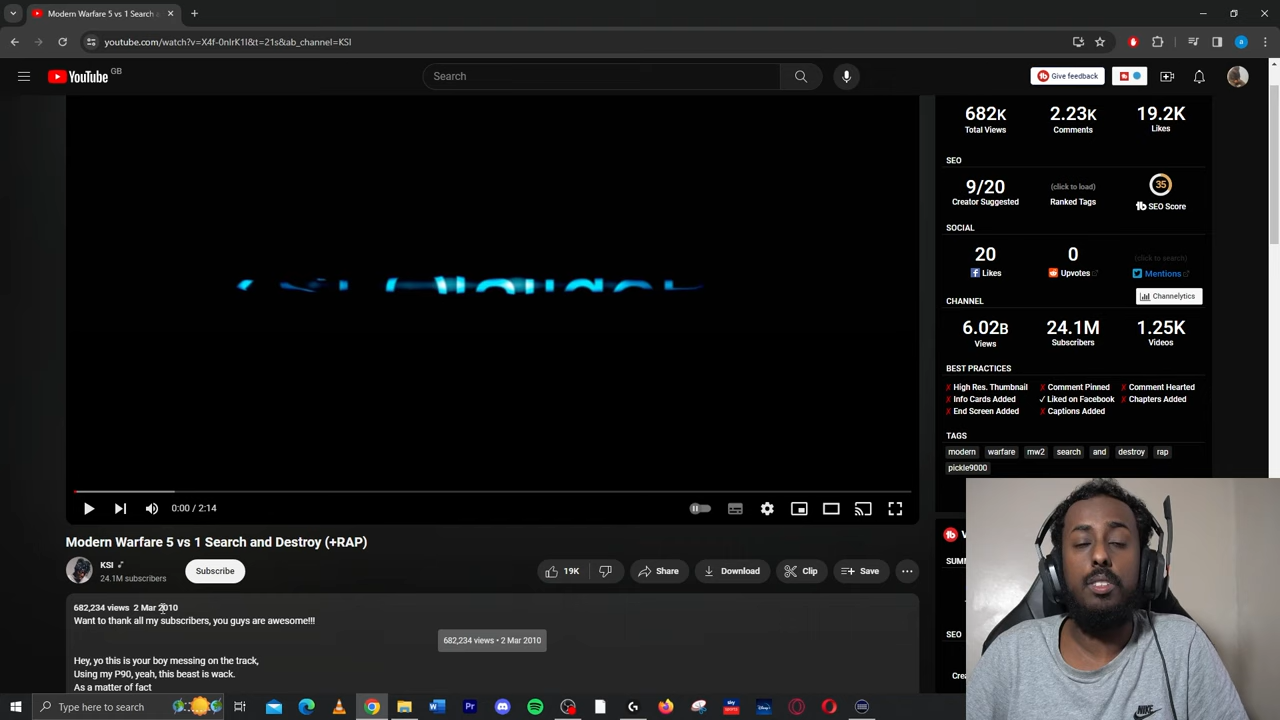 Modern Warfare 5 vs 1 Search a
youtube.com/watch?v=X4f-0nIrK1I&t=21s&ab_channel=KSI
YouTube GB
Search
Give feedback
682K 2.23K 19.2K
Total Views Comments Likes
SEO
9/20 (click to load) 35
Creator Suggested Ranked Tags tb SEO Score
SOCIAL
20 0 (click to search)
Likes Upvotes Mentions
Channelytics
CHANNEL
6.02B 24.1M 1.25K
Views Subscribers Videos
BEST PRACTICES
✗ High Res. Thumbnail ✗ Comment Pinned ✗ Comment Hearted
✗ Info Cards Added ✓ Liked on Facebook ✗ Chapters Added
✗ End Screen Added ✗ Captions Added
TAGS
modern warfare mw2 search and destroy rap
pickle9000
0:00 / 2:14
Modern Warfare 5 vs 1 Search and Destroy (+RAP)
KSI
24.1M subscribers
Subscribe
19K Share Download Clip Save
682,234 views 2 Mar 2010
Want to thank all my subscribers, you guys are awesome!!!
682,234 views • 2 Mar 2010
Hey, yo this is your boy messing on the track,
Using my P90, yeah, this beast is wack.
As a matter of fact
SUM
SEO
Crea
Type here to search